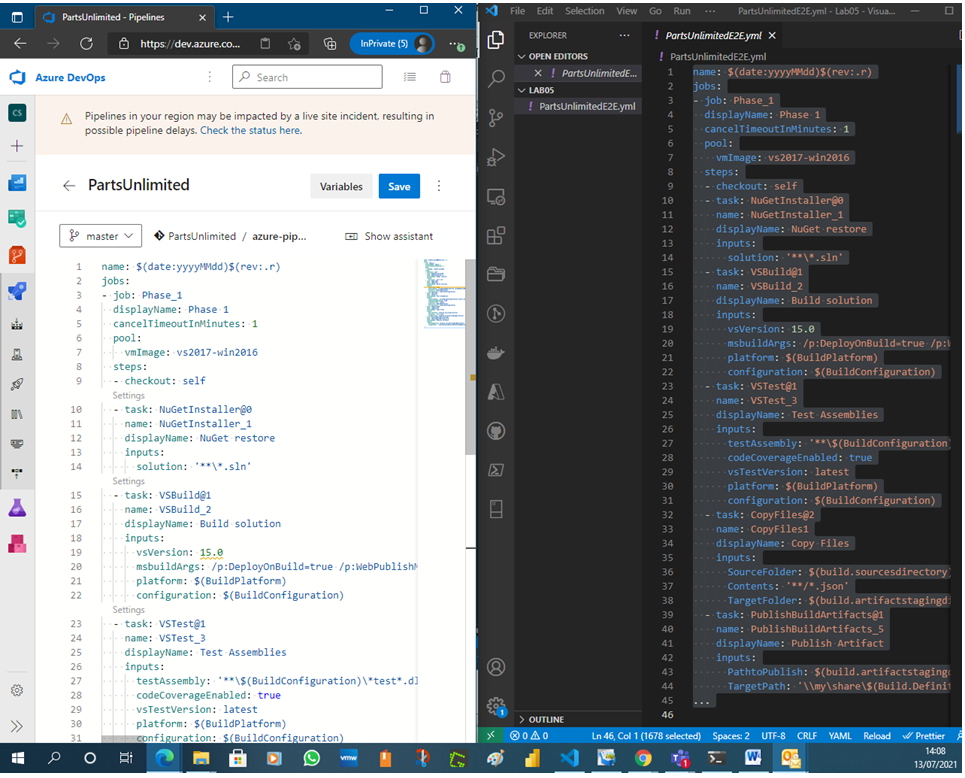 PartsUnlimited - Pipelines
https://dev.azure.co...
InPrivate (5)
Azure DevOps
Search
CS
Pipelines in your region may be impacted by a live site incident, resulting in
possible pipeline delays. Check the status here.
PartsUnlimited
Variables
Save
master
PartsUnlimited / azure-pip...
Show assistant
1 name: $(date:yyyyMMdd)$(rev:.r)
2 jobs:
3 - job: Phase_1
4 displayName: Phase 1
5 cancelTimeoutInMinutes: 1
6 pool:
7 vmImage: vs2017-win2016
8 steps:
9 - checkout: self
Settings
10 - task: NuGetInstaller@0
11 name: NuGetInstaller_1
12 displayName: NuGet restore
13 inputs:
14 solution: '**\*.sln'
Settings
15 - task: VSBuild@1
16 name: VSBuild_2
17 displayName: Build solution
18 inputs:
19 vsVersion: 15.0
20 msbuildArgs: /p:DeployOnBuild=true /p:WebPublishM
21 platform: $(BuildPlatform)
22 configuration: $(BuildConfiguration)
Settings
23 - task: VSTest@1
24 name: VSTest_3
25 displayName: Test Assemblies
26 inputs:
27 testAssembly: '**\$(BuildConfiguration)\*test*.dl
28 codeCoverageEnabled: true
29 vsTestVersion: latest
30 platform: $(BuildPlatform)
31 configuration: $(BuildConfiguration)
File Edit Selection View Go Run ... PartsUnlimitedE2E.yml - Lab05 - Visua...
EXPLORER
OPEN EDITORS
PartsUnlimitedE...
LAB05
PartsUnlimitedE2E.yml
OUTLINE
PartsUnlimitedE2E.yml
PartsUnlimitedE2E.yml
1 name: $(date:yyyyMMdd)$(rev:.r)
2 jobs:
3 - job: Phase_1
4 displayName: Phase 1
5 cancelTimeoutInMinutes: 1
6 pool:
7 vmImage: vs2017-win2016
8 steps:
9 - checkout: self
10 - task: NuGetInstaller@0
11 name: NuGetInstaller_1
12 displayName: NuGet restore
13 inputs:
14 solution: '**\*.sln'
15 - task: VSBuild@1
16 name: VSBuild_2
17 displayName: Build solution
18 inputs:
19 vsVersion: 15.0
20 msbuildArgs: /p:DeployOnBuild=true /p:W
21 platform: $(BuildPlatform)
22 configuration: $(BuildConfiguration)
23 - task: VSTest@1
24 name: VSTest_3
25 displayName: Test Assemblies
26 inputs:
27 testAssembly: '**\$(BuildConfiguration)
28 codeCoverageEnabled: true
29 vsTestVersion: latest
30 platform: $(BuildPlatform)
31 configuration: $(BuildConfiguration)
32 - task: CopyFiles@2
33 name: CopyFiles1
34 displayName: Copy Files
35 inputs:
36 SourceFolder: $(build.sourcesdirectory)
37 Contents: '**/*.json'
38 TargetFolder: $(build.artifactstagingdi
39 - task: PublishBuildArtifacts@1
40 name: PublishBuildArtifacts_5
41 displayName: Publish Artifact
42 inputs:
43 PathtoPublish: $(build.artifactstaging
44 TargetPath: '\\my\share\$(Build.Definit
45 ...
46
0 0 Ln 46, Col 1 (1678 selected) Spaces: 2 UTF-8 CRLF YAML Reload Prettier
1
vmw
14:08
13/07/2021